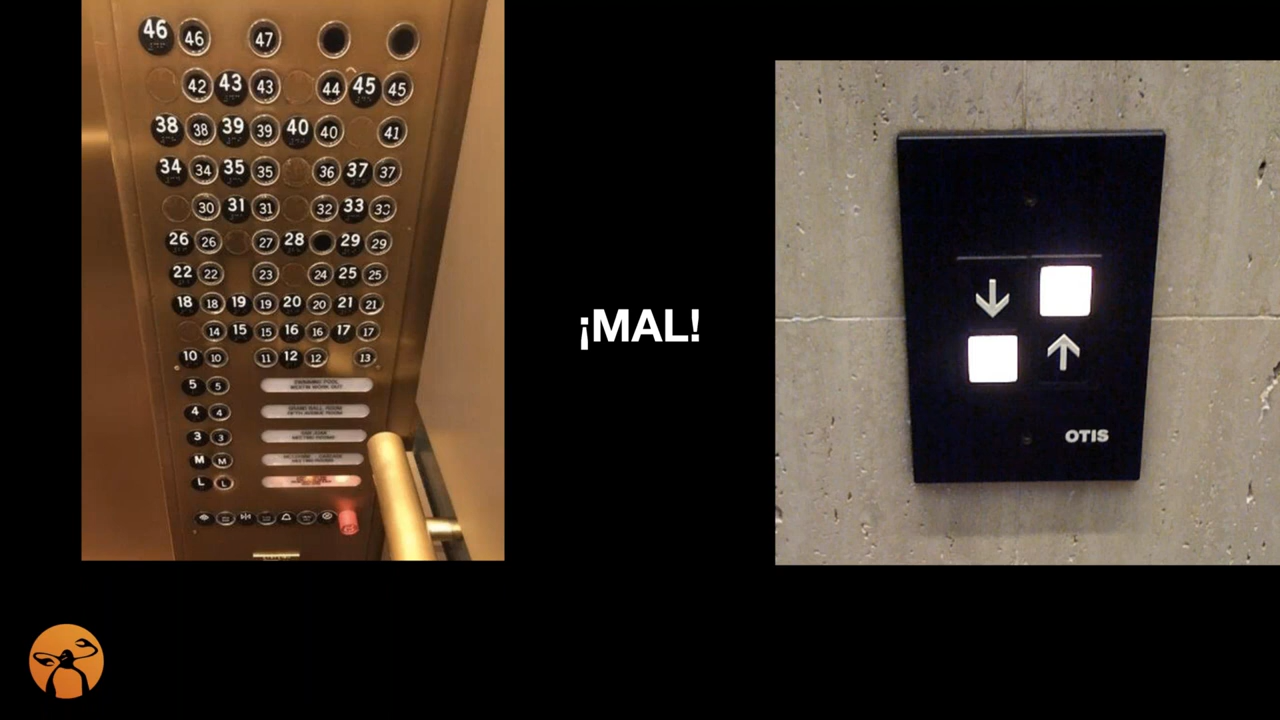 46 46 47
42 43 43 44 45 45
38 38 39 39 40 40 41
34 34 35 35 36 37 37
30 31 31 32 33 33
26 26 27 28 29 29
22 22 23 24 25 25
18 18 19 19 20 20 21 21
14 15 15 16 16 17 17
10 10 11 12 12 13
5 5
4 4
3 3
M M
L L
¡MAL!
OTIS